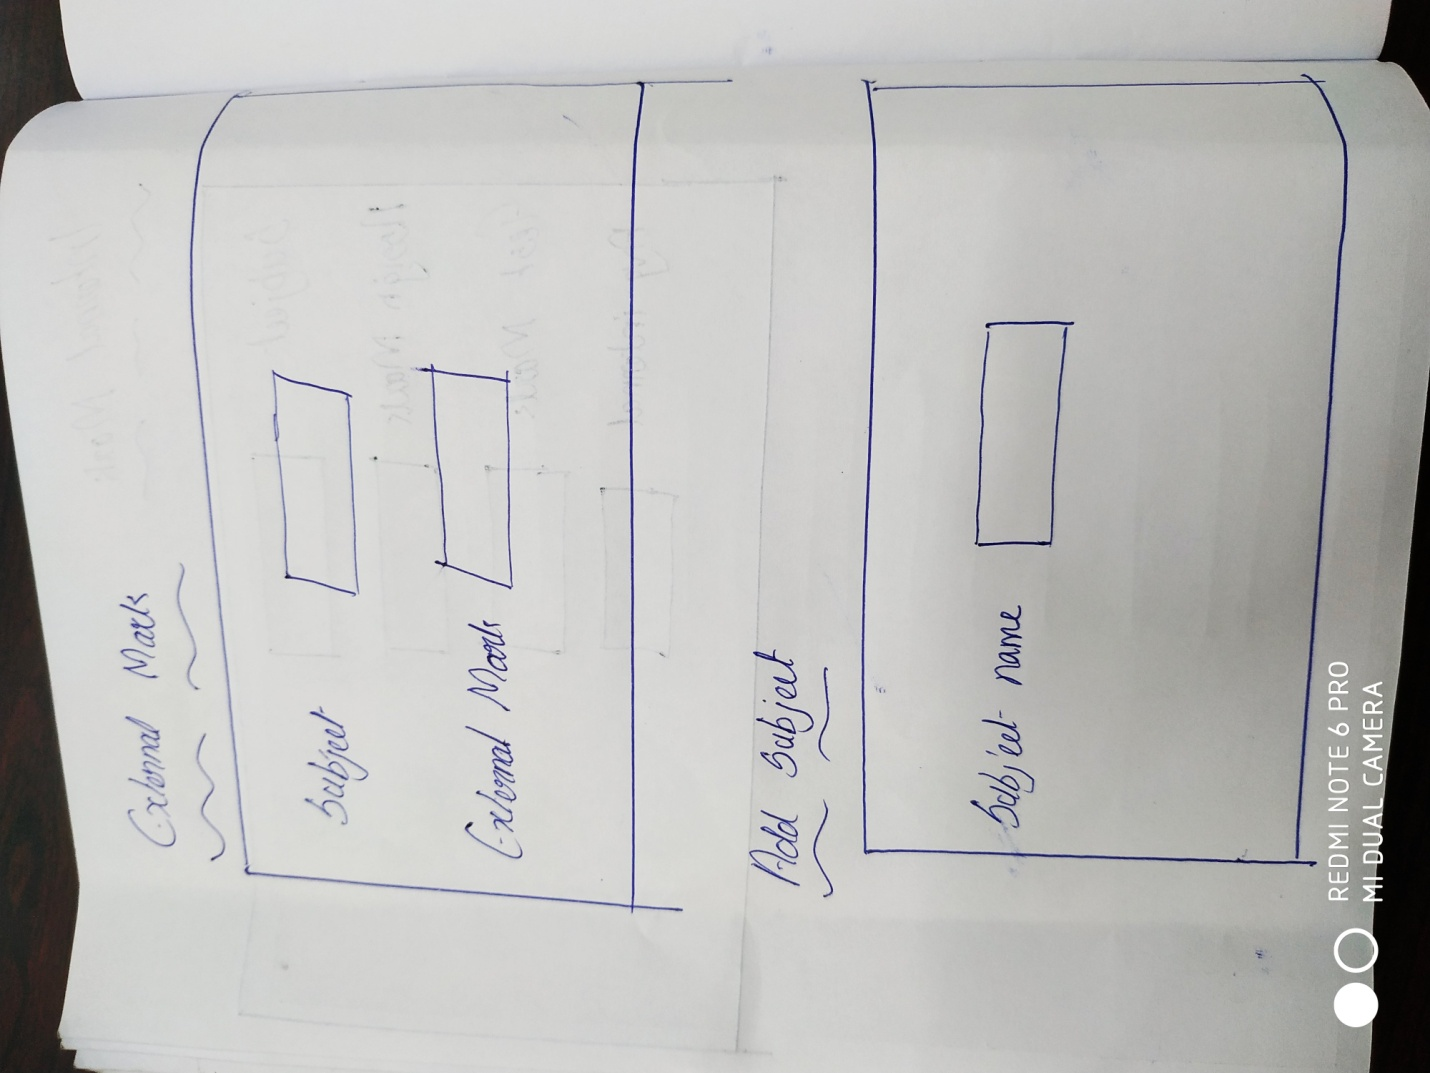 External Marks
Subject
External Marks
Add Subject
Subject name
REDMI NOTE 6 PRO
MI DUAL CAMERA